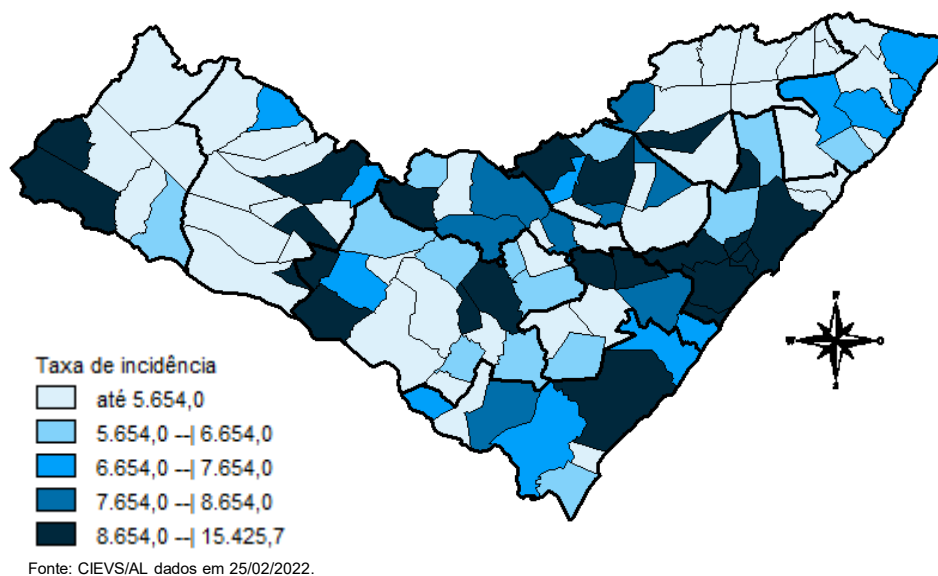 Taxa de incidência
até 5.654,0
5.654,0 --| 6.654,0
6.654,0 --| 7.654,0
7.654,0 --| 8.654,0
8.654,0 --| 15.425,7
Fonte: CIEVS/AL dados em 25/02/2022.